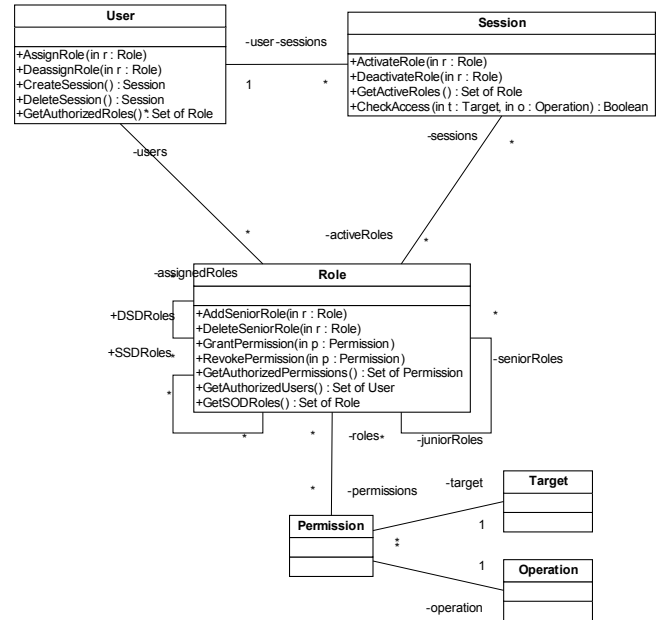 User
Session
-user-sessions
+AssignRole(in r : Role)
+DeassignRole(in r : Role)
+CreateSession() : Session
+DeleteSession() : Session
+GetAuthorizedRoles() : Set of Role
*
1
*
+ActivateRole(in r : Role)
+DeactivateRole(in r : Role)
+GetActiveRoles() : Set of Role
+CheckAccess(in t : Target, in o : Operation) : Boolean
-users
-sessions
*
*
-activeRoles
*
-assignedRoles
*
Role
+DSDRoles
*
+SSDRoles
*
*
*
+AddSeniorRole(in r : Role)
+DeleteSeniorRole(in r : Role)
+GrantPermission(in p : Permission)
+RevokePermission(in p : Permission)
+GetAuthorizedPermissions() : Set of Permission
+GetAuthorizedUsers() : Set of User
+GetSODRoles() : Set of Role
*
-seniorRoles
*
-roles
*
-juniorRoles
*
-permissions
-target
Target
Permission
1
*
*
1
Operation
-operation